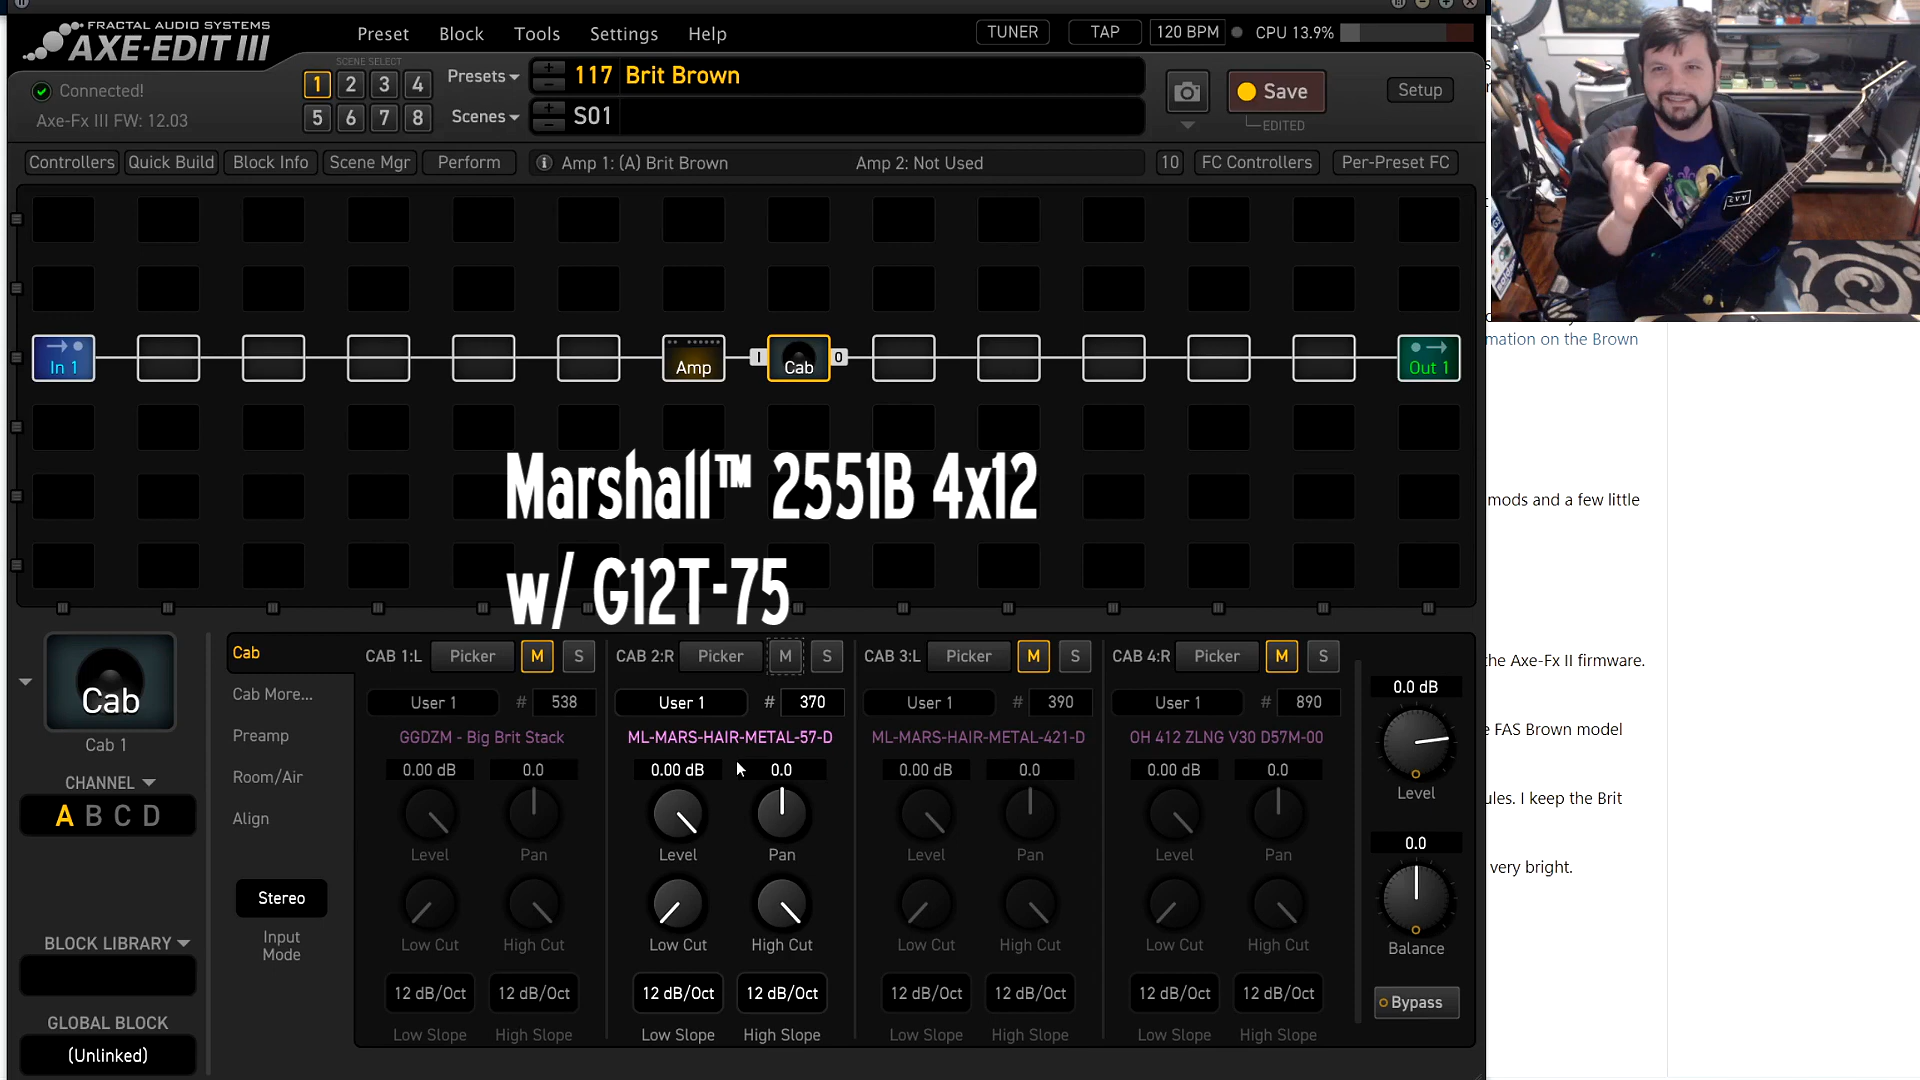 FRACTAL AUDIO SYSTEMS
AXE-EDIT III
Preset Block Tools Settings Help
TUNER TAP 120 BPM CPU 13.9%
Connected!
Axe-Fx III FW: 12.03
SCENE SELECT
1 2 3 4
5 6 7 8
Presets 117 Brit Brown
Scenes S01
Save
EDITED
Setup
Controllers Quick Build Block Info Scene Mgr Perform
Amp 1: (A) Brit Brown Amp 2: Not Used
10 FC Controllers Per-Preset FC
In 1 Amp I Cab O Out 1
Marshall™ 2551B 4x12
w/ G12T-75
Cab
Cab 1
CHANNEL
A B C D
BLOCK LIBRARY
GLOBAL BLOCK
(Unlinked)
Cab
Cab More...
Preamp
Room/Air
Align
Stereo
Input
Mode
CAB 1:L Picker M S
User 1 # 538
GGDZM - Big Brit Stack
0.00 dB 0.0
Level Pan
Low Cut High Cut
12 dB/Oct 12 dB/Oct
Low Slope High Slope
CAB 2:R Picker M S
User 1 # 370
ML-MARS-HAIR-METAL-57-D
0.00 dB 0.0
Level Pan
Low Cut High Cut
12 dB/Oct 12 dB/Oct
Low Slope High Slope
CAB 3:L Picker M S
User 1 # 390
ML-MARS-HAIR-METAL-421-D
0.00 dB 0.0
Level Pan
Low Cut High Cut
12 dB/Oct 12 dB/Oct
Low Slope High Slope
CAB 4:R Picker M S
User 1 # 890
OH 412 ZLNG V30 D57M-00
0.00 dB 0.0
Level Pan
Low Cut High Cut
12 dB/Oct 12 dB/Oct
Low Slope High Slope
0.0 dB
Level
0.0
Balance
Bypass
mation on the Brown
mods and a few little
the Axe-Fx II firmware.
e FAS Brown model
ules. I keep the Brit
very bright.